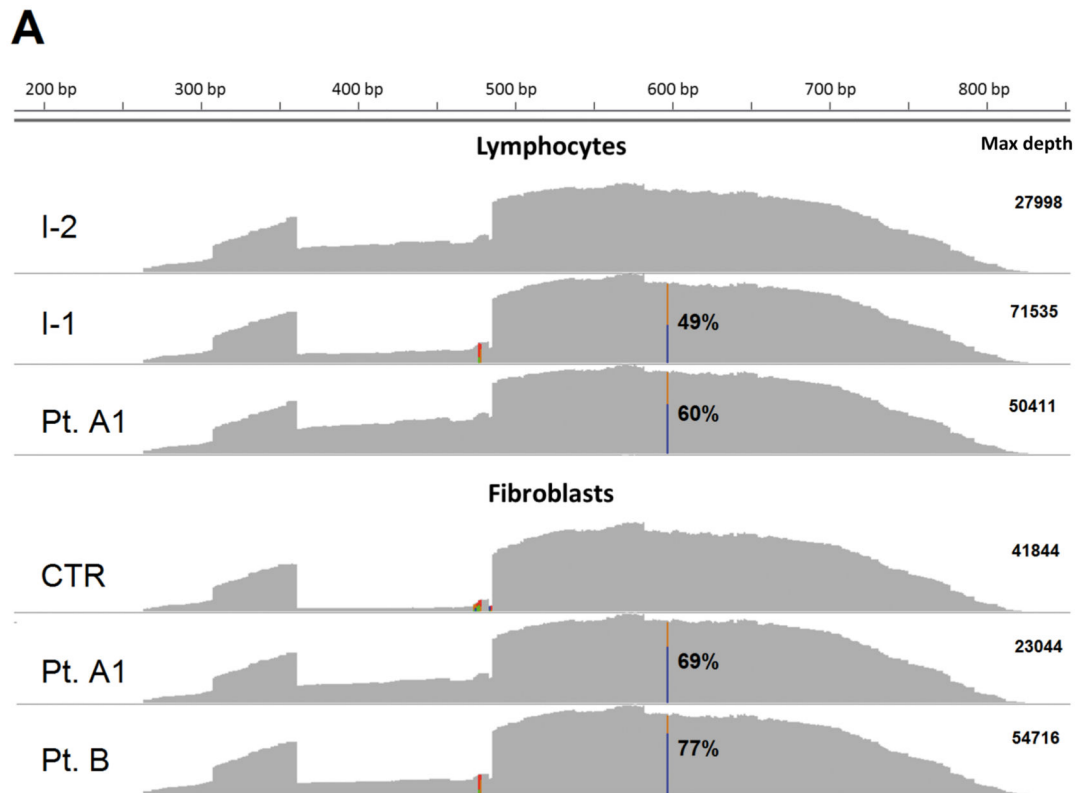 A
200 bp 300 bp 400 bp 500 bp 600 bp 700 bp 800 bp
Lymphocytes Max depth
I-2 27998
I-1 49% 71535
Pt. A1 60% 50411
Fibroblasts
CTR 41844
Pt. A1 69% 23044
Pt. B 77% 54716